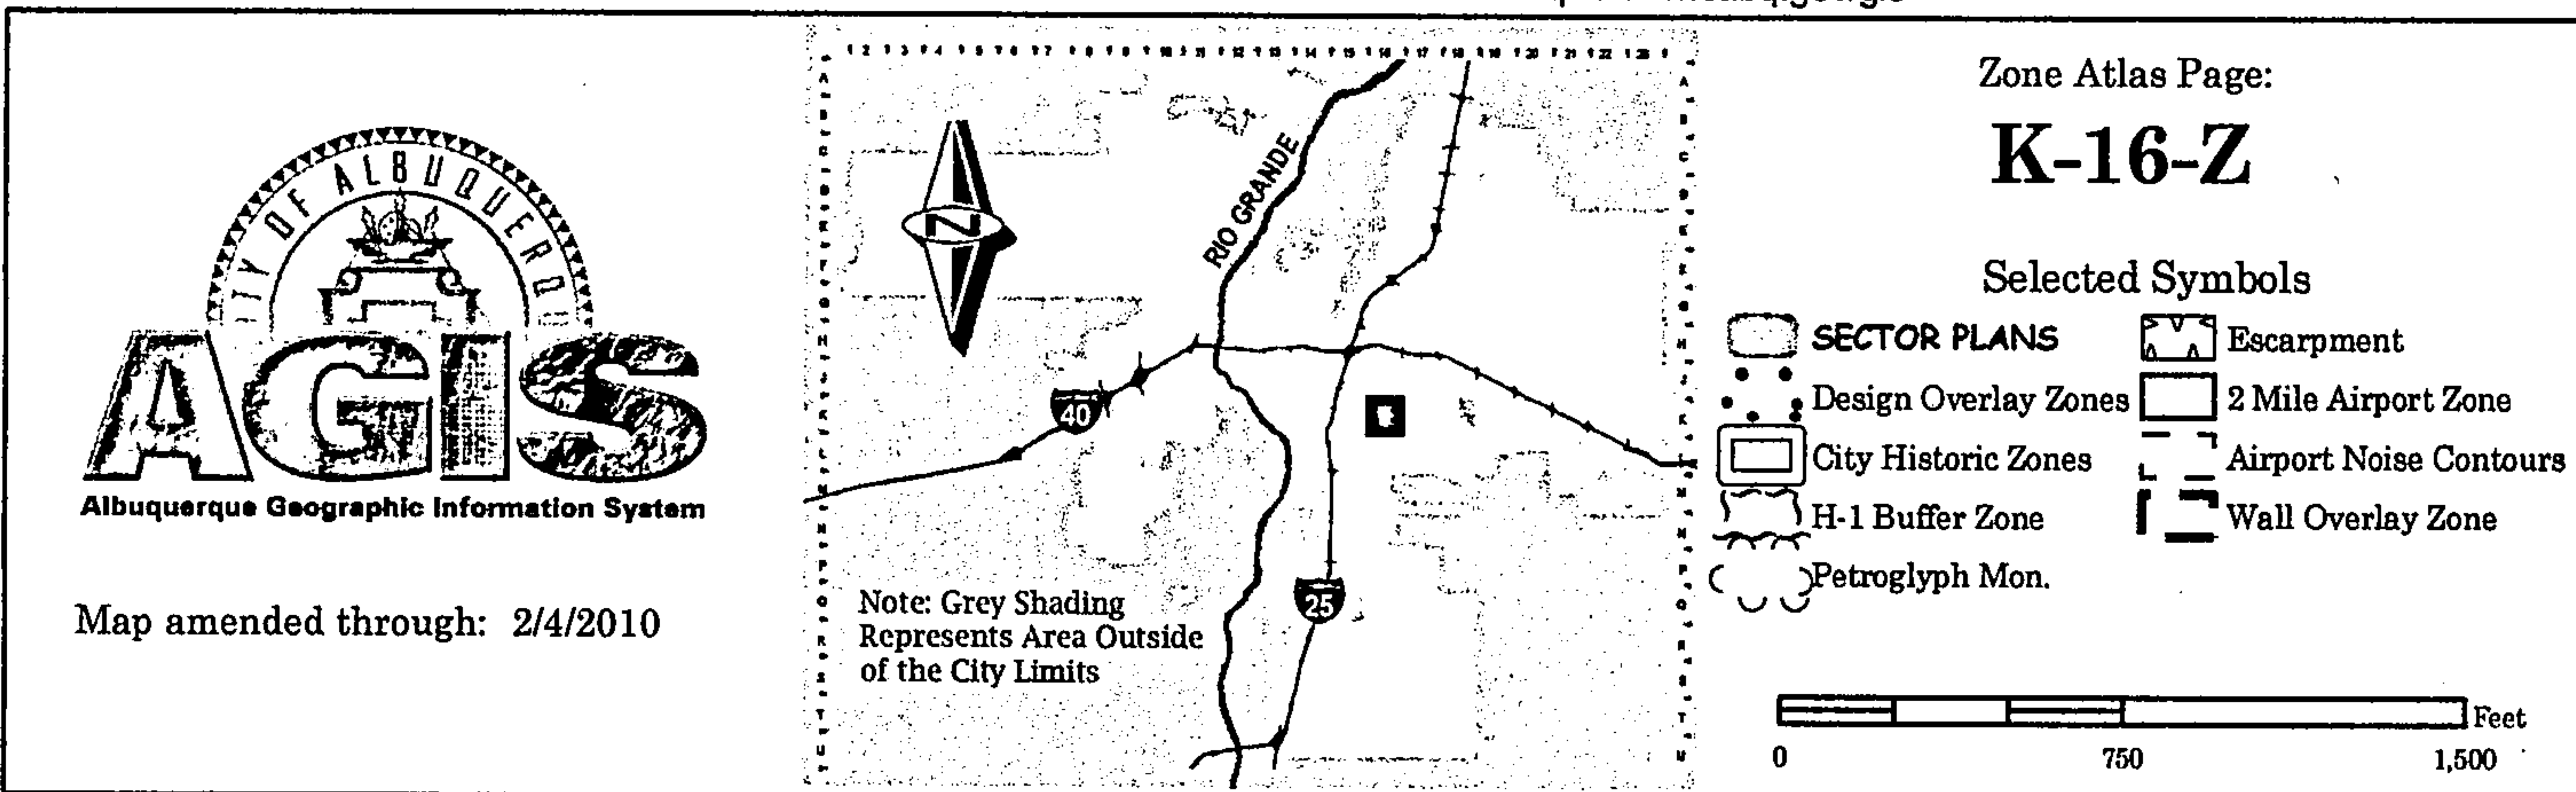 CITY OF ALBUQUERQUE
AGIS
Albuquerque Geographic Information System
Map amended through: 2/4/2010
N
RIO GRANDE
40
25
Note: Grey Shading
Represents Area Outside
of the City Limits
Zone Atlas Page:
K-16-Z
Selected Symbols
SECTOR PLANS
Design Overlay Zones
City Historic Zones
H-1 Buffer Zone
Petroglyph Mon.
Escarpment
2 Mile Airport Zone
Airport Noise Contours
Wall Overlay Zone
Feet
0 750 1,500